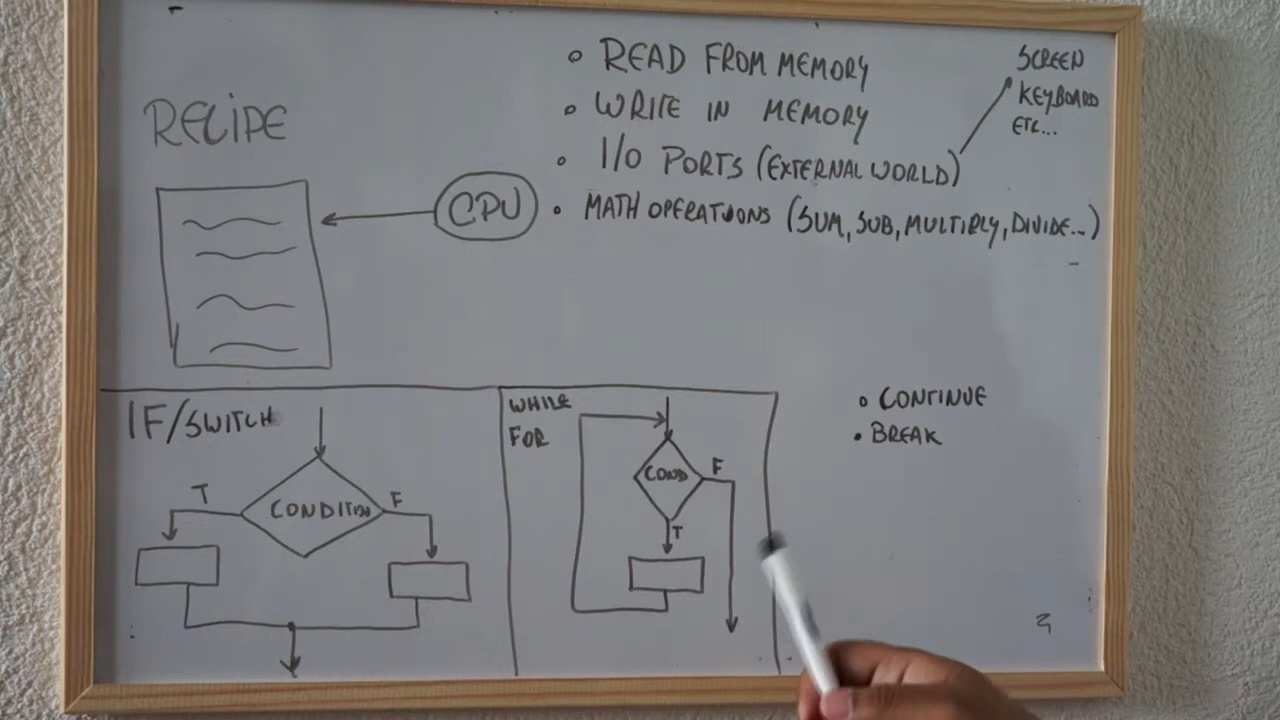 RECIPE
CPU
• READ FROM MEMORY
• WRITE IN MEMORY
• I/O PORTS (EXTERNAL WORLD)
• MATH OPERATIONS (SUM, SUB, MULTIPLY, DIVIDE...)
SCREEN
KEYBOARD
ETC...
IF/SWITCH
T
CONDITION
F
WHILE
FOR
COND
F
T
• CONTINUE
• BREAK